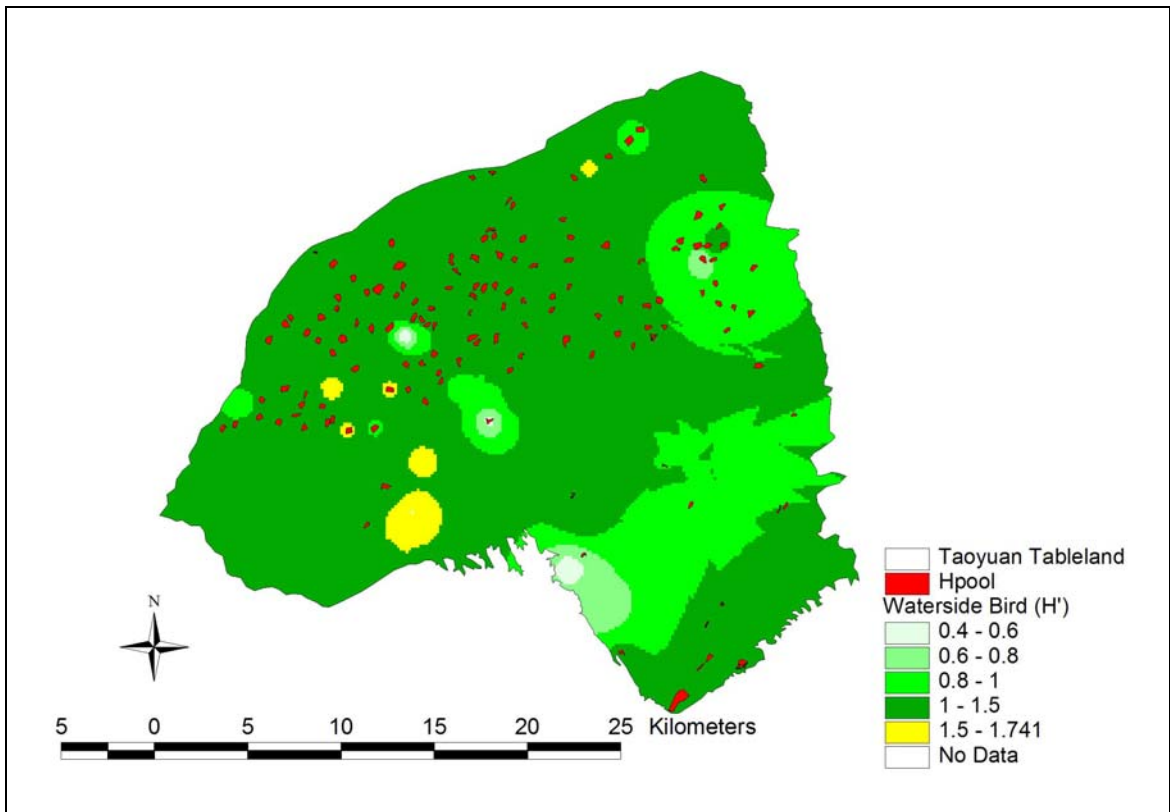 N
5 0 5 10 15 20 25 Kilometers
Taoyuan Tableland
Hpool
Waterside Bird (H')
0.4 - 0.6
0.6 - 0.8
0.8 - 1
1 - 1.5
1.5 - 1.741
No Data